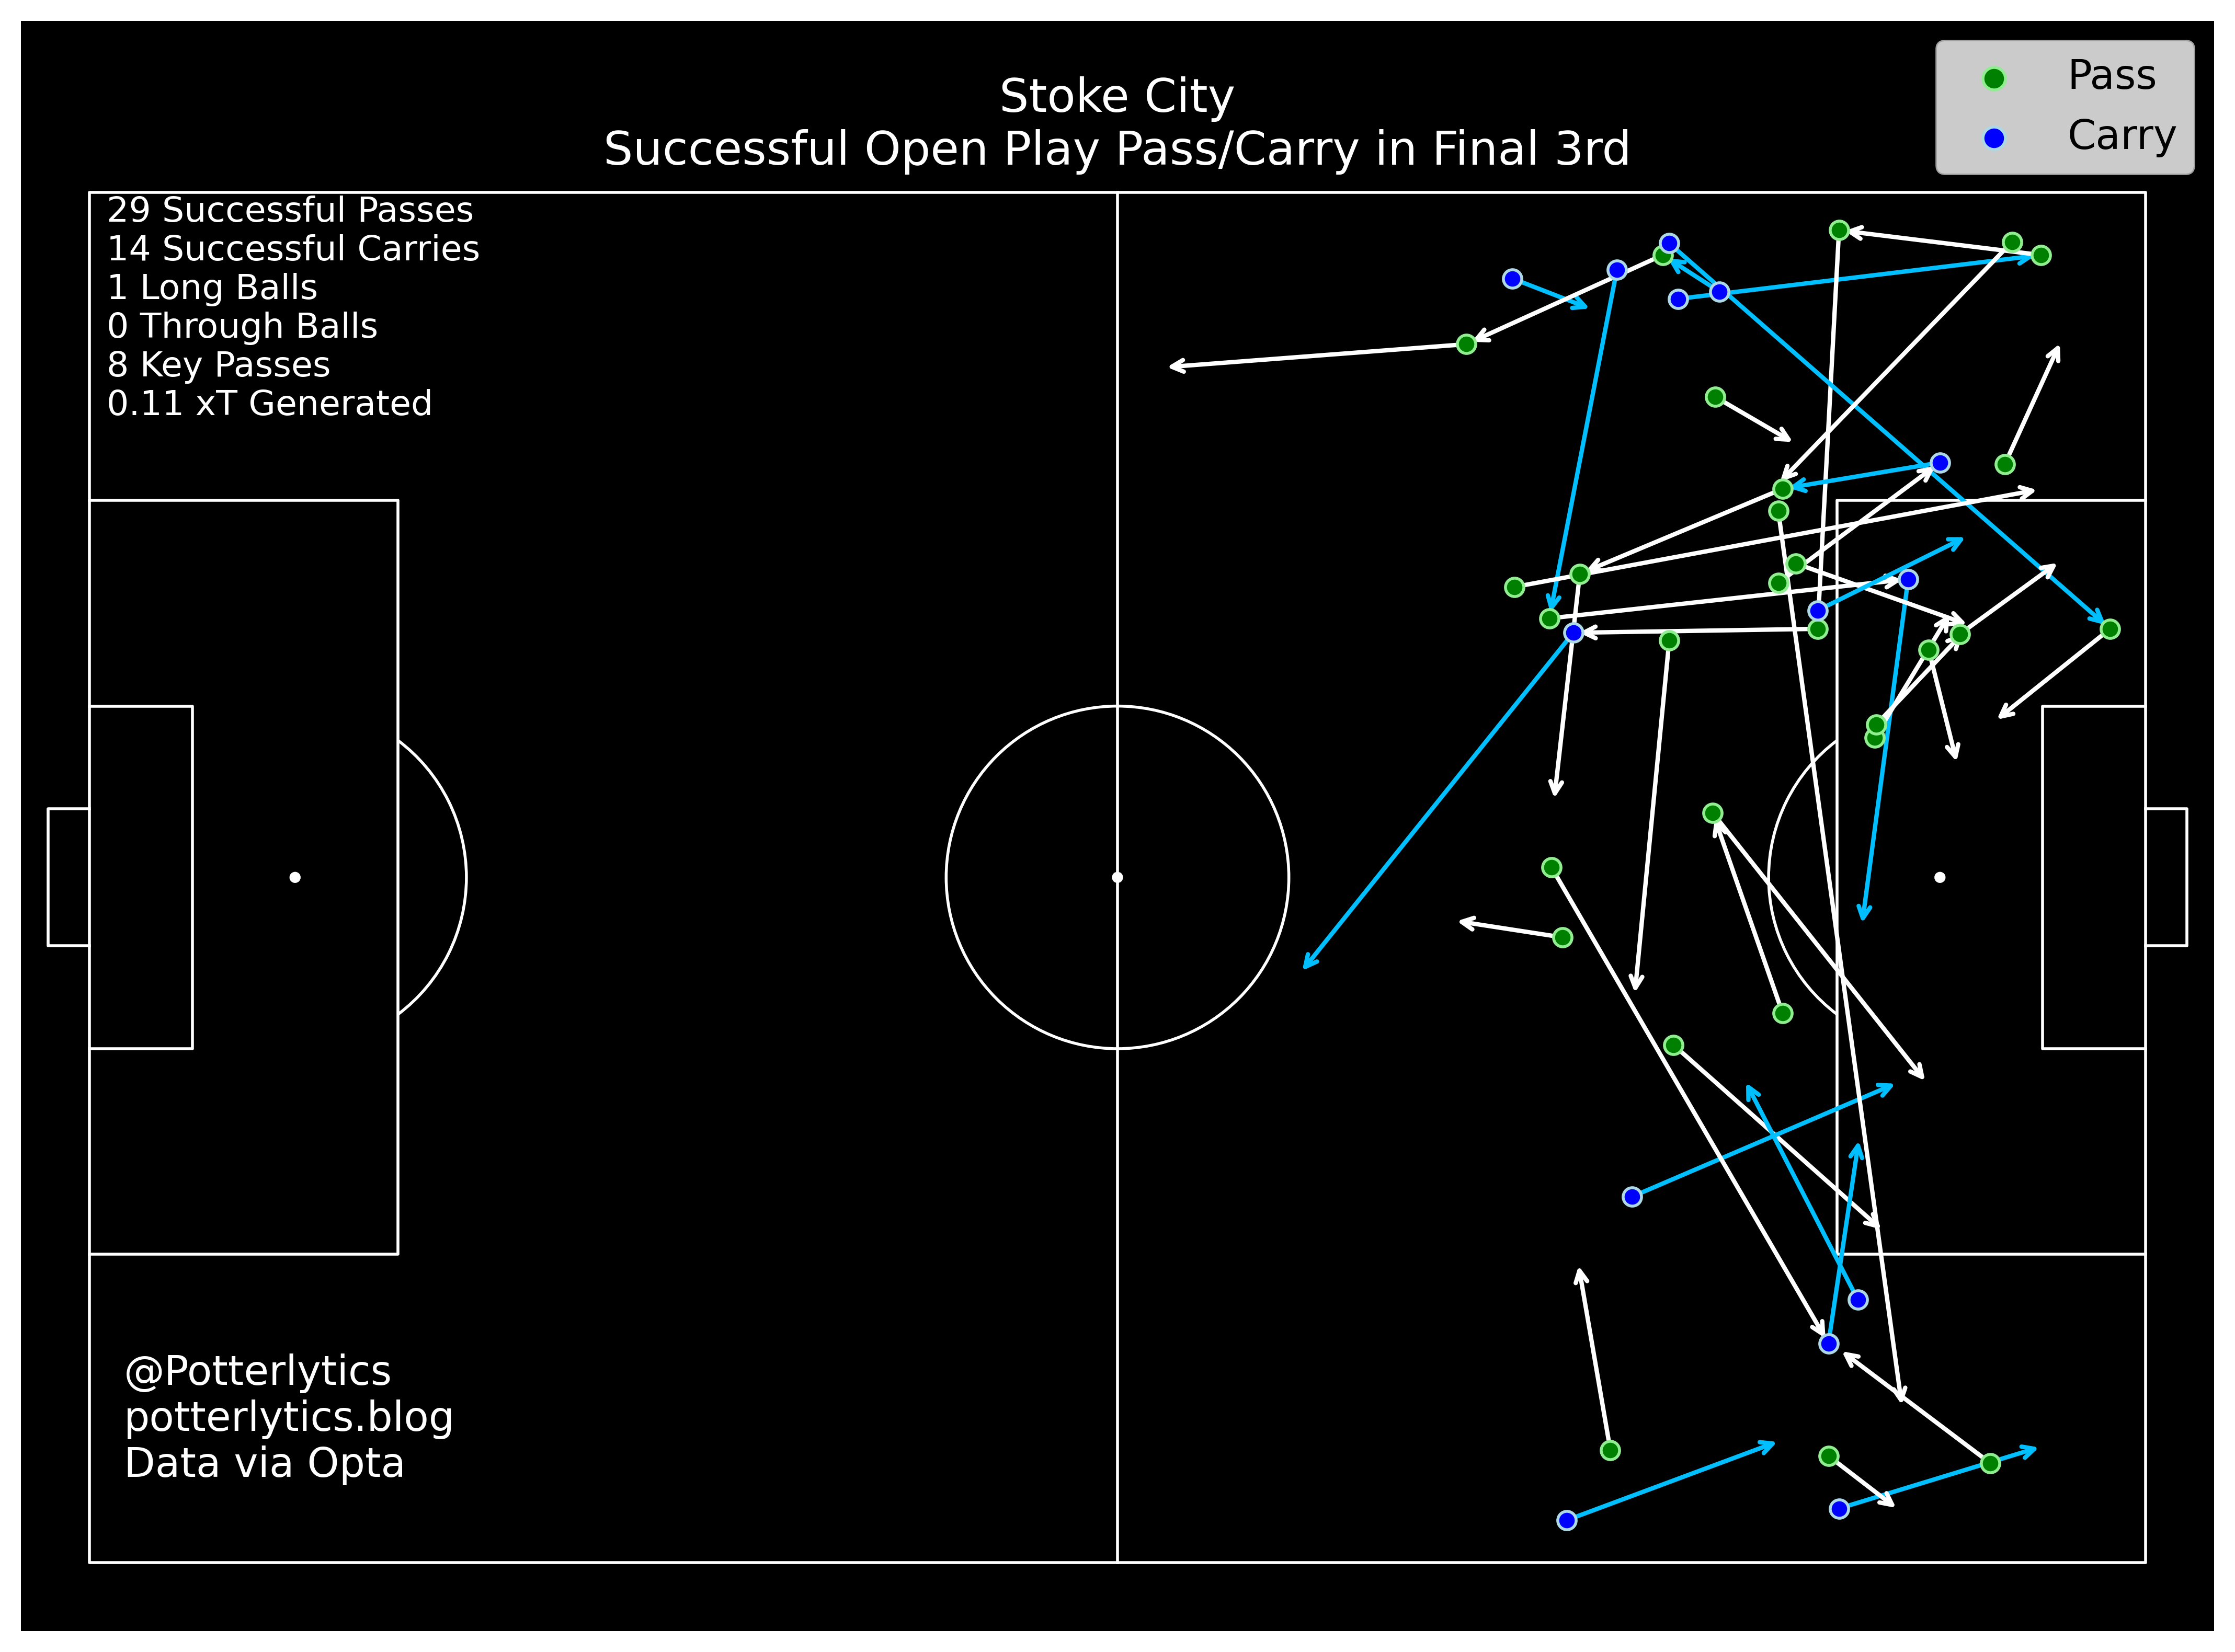 Stoke City
Successful Open Play Pass/Carry in Final 3rd
Pass
Carry
29 Successful Passes
14 Successful Carries
1 Long Balls
0 Through Balls
8 Key Passes
0.11 xT Generated
@Potterlytics
potterlytics.blog
Data via Opta